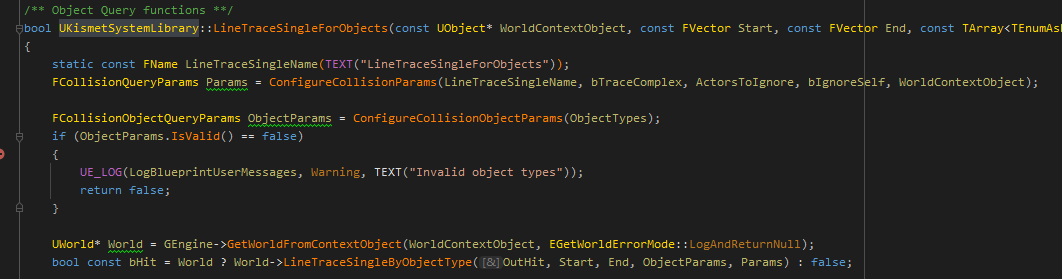 /** Object Query functions **/
bool UKismetSystemLibrary::LineTraceSingleForObjects(const UObject* WorldContextObject, const FVector Start, const FVector End, const TArray<TEnumAs
{
static const FName LineTraceSingleName(TEXT("LineTraceSingleForObjects"));
FCollisionQueryParams Params = ConfigureCollisionParams(LineTraceSingleName, bTraceComplex, ActorsToIgnore, bIgnoreSelf, WorldContextObject);
FCollisionObjectQueryParams ObjectParams = ConfigureCollisionObjectParams(ObjectTypes);
if (ObjectParams.IsValid() == false)
{
UE_LOG(LogBlueprintUserMessages, Warning, TEXT("Invalid object types"));
return false;
}
UWorld* World = GEngine->GetWorldFromContextObject(WorldContextObject, EGetWorldErrorMode::LogAndReturnNull);
bool const bHit = World ? World->LineTraceSingleByObjectType([&]OutHit, Start, End, ObjectParams, Params) : false;